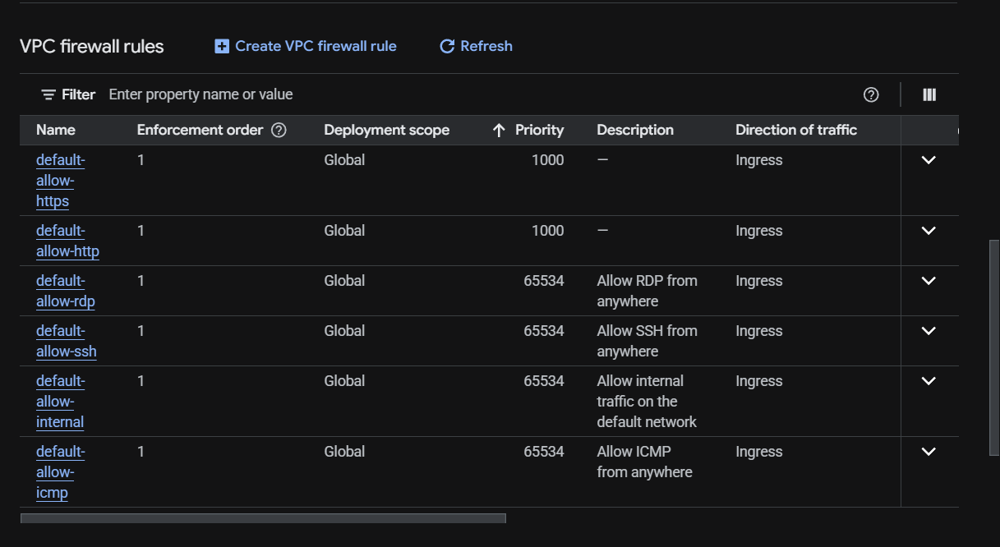 VPC firewall rules Create VPC firewall rule Refresh
Filter Enter property name or value
Name Enforcement order Deployment scope Priority Description Direction of traffic
default- 1 Global 1000 — Ingress
allow-
https
default- 1 Global 1000 — Ingress
allow-http
default- 1 Global 65534 Allow RDP from Ingress
allow-rdp anywhere
default- 1 Global 65534 Allow SSH from Ingress
allow-ssh anywhere
default- 1 Global 65534 Allow internal Ingress
allow- traffic on the
internal default network
default- 1 Global 65534 Allow ICMP Ingress
allow- from anywhere
icmp